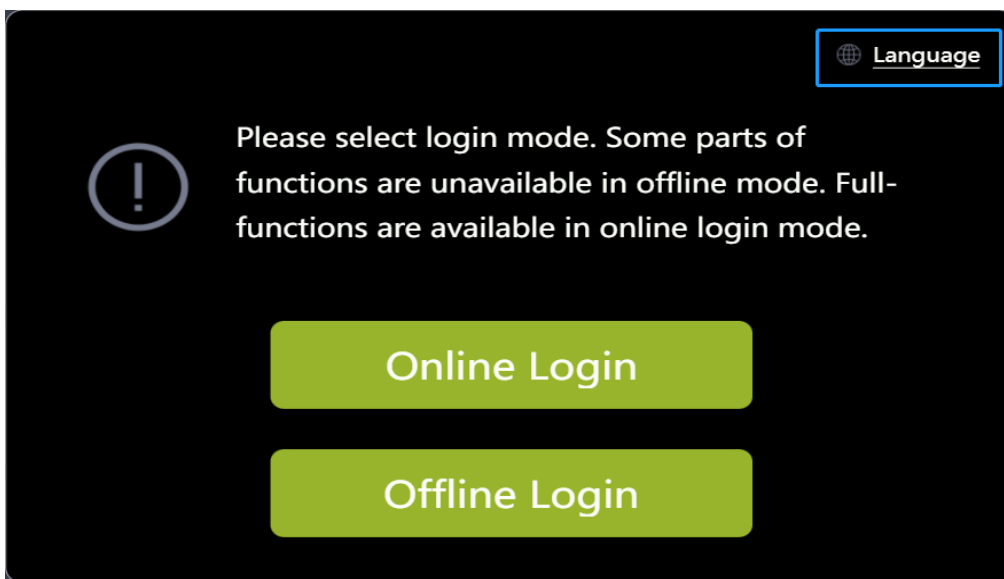 Language
Please select login mode. Some parts of
functions are unavailable in offline mode. Full-
functions are available in online login mode.
Online Login
Offline Login